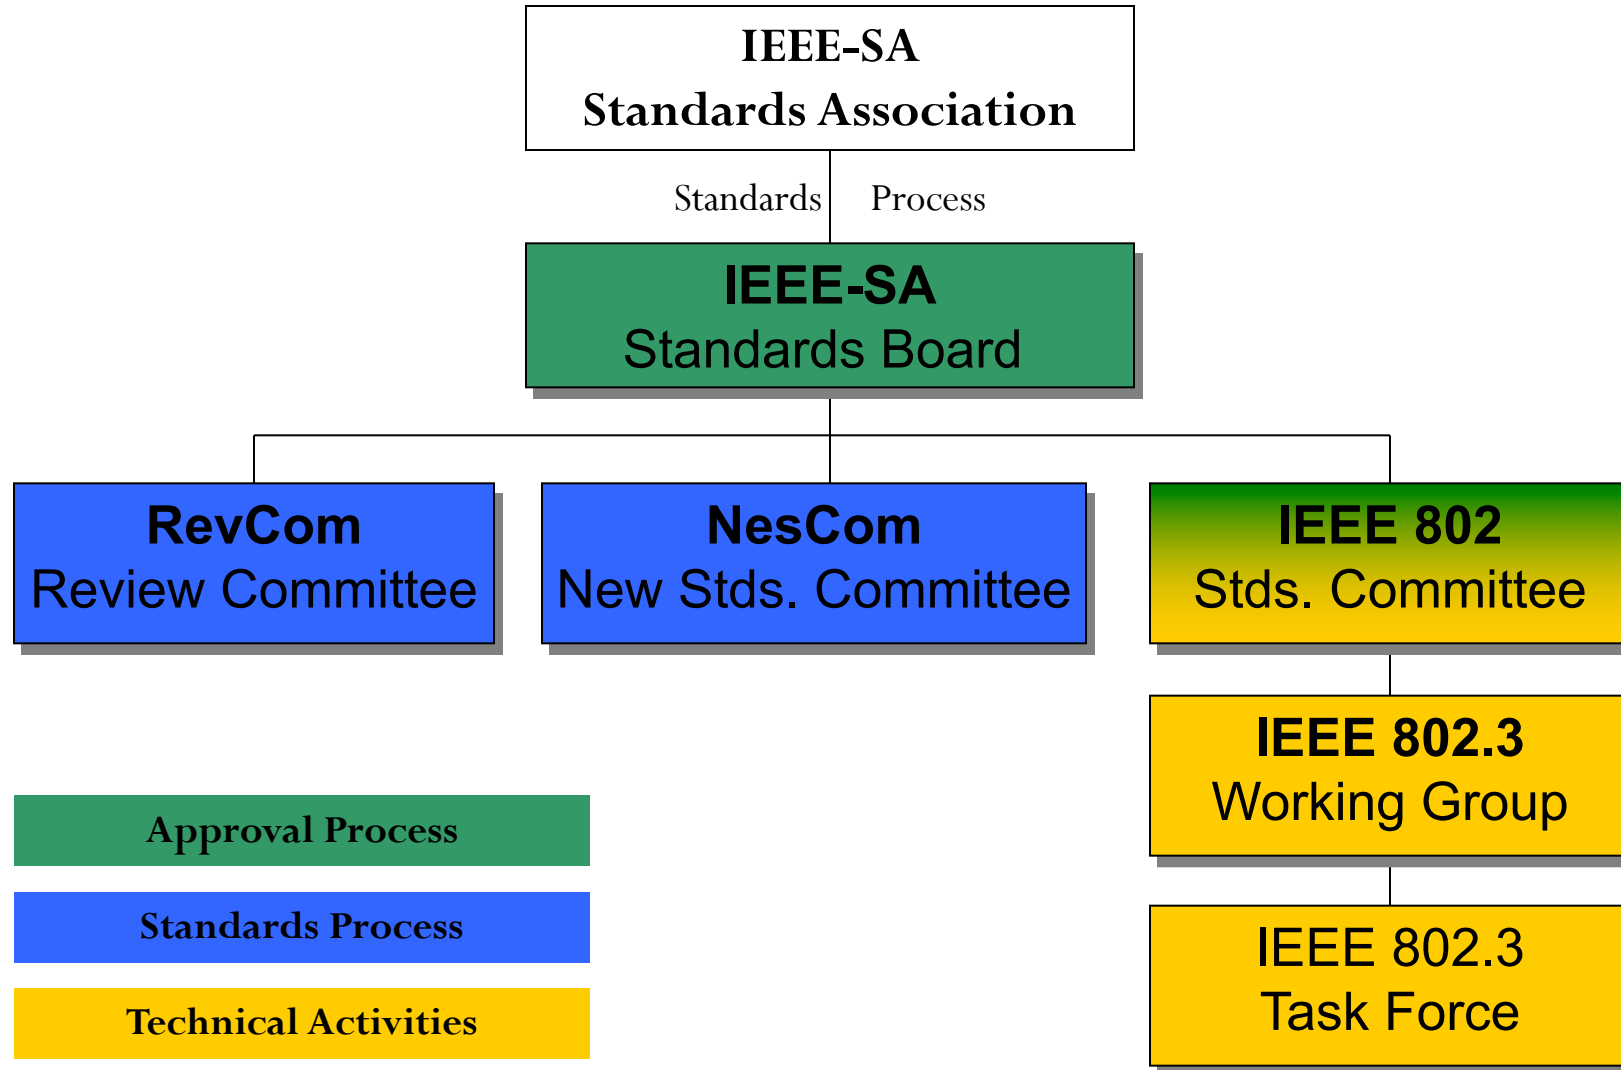 IEEE-SA
Standards Association
Standards Process
IEEE-SA
Standards Board
RevCom
Review Committee
NesCom
New Stds. Committee
IEEE 802
Stds. Committee
IEEE 802.3
Working Group
IEEE 802.3
Task Force
Approval Process
Standards Process
Technical Activities